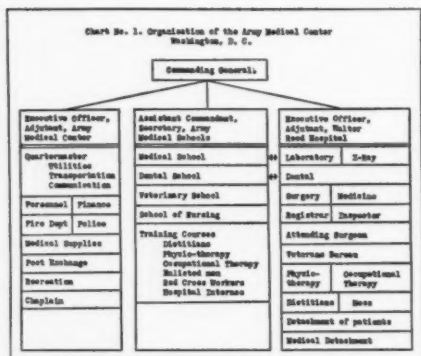 Chart No. 1. Organization of the Army Medical Center
Washington, D. C.
Commanding General.
Executive Officer,
Adjutant, Army
Medical Center
Quartermaster
Utilities
Transportation
Communication
Personnel Finance
Fire Dept Police
Medical Supplies
Post Exchange
Recreation
Chaplain
Assistant Commandant,
Secretary, Army
Medical Schools
Medical School
Dental School
Veterinary School
School of Nursing
Training Courses
Dietitians
Physio-therapy
Occupational Therapy
Enlisted men
Red Cross Workers
Hospital Internes
Executive Officer,
Adjutant, Walter
Reed Hospital
Laboratory X-Ray
Dental
Surgery Medicine
Registrar Inspector
Attending Surgeon
Veterans Bureau
Physio- Occupational
therapy Therapy
Dietitians Mess
Detachment of patients
Medical Detachment